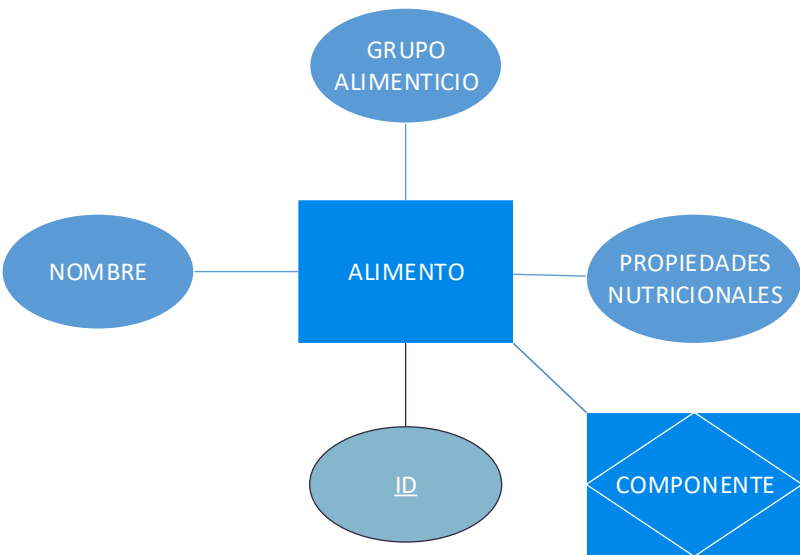 GRUPO
ALIMENTICIO
NOMBRE
ALIMENTO
PROPIEDADES
NUTRICIONALES
ID
COMPONENTE